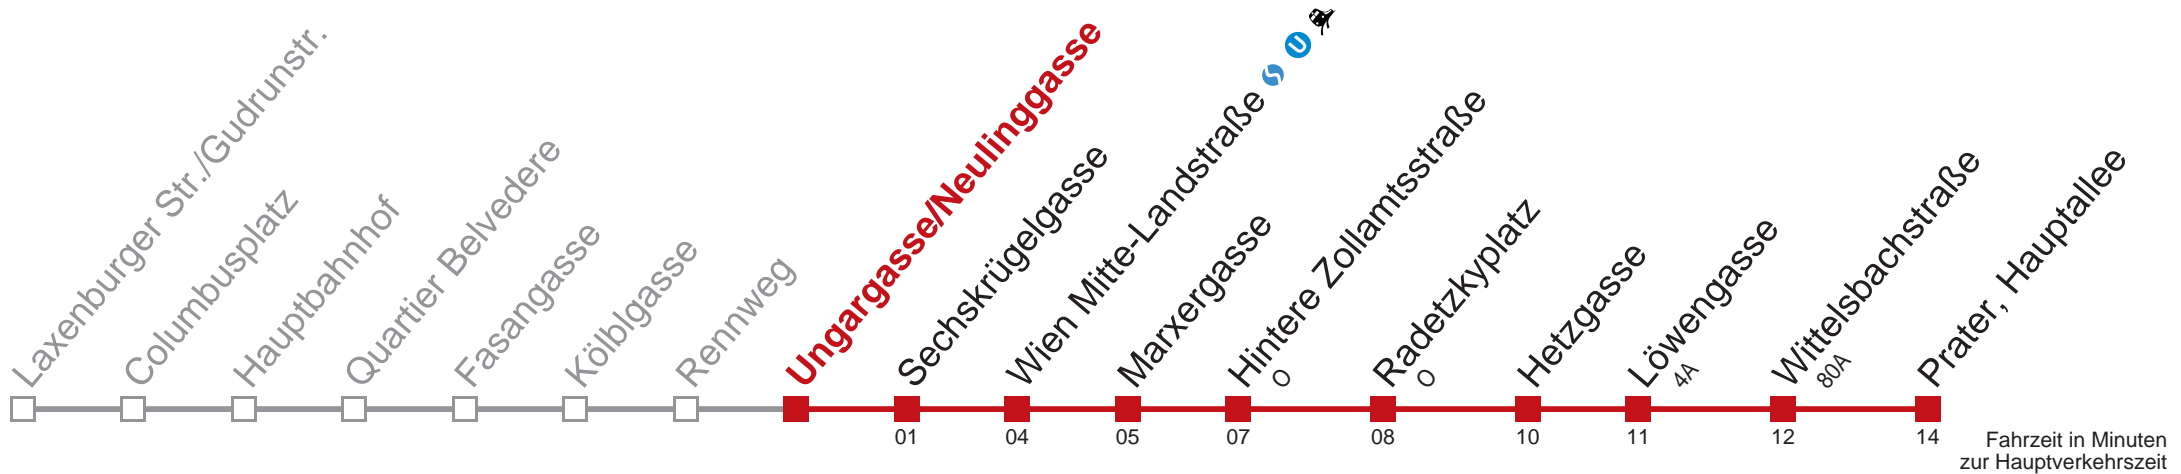 Laxenburger Str./Gudrunstr.
Columbusplatz
Hauptbahnhof
Quartier Belvedere
Fasangasse
Kölblgasse
Rennweg
Ungargasse/Neulinggasse
Sechskrügelgasse
Wien Mitte-Landstraße S U
Marxergasse
Hintere Zollamtsstraße
O
Radetzkyplatz
O
Hetzgasse
Löwengasse
4A
Wittelsbachstraße
80A
Prater, Hauptallee
01 04 05 07 08 10 11 12 14
Fahrzeit in Minuten
zur Hauptverkehrszeit